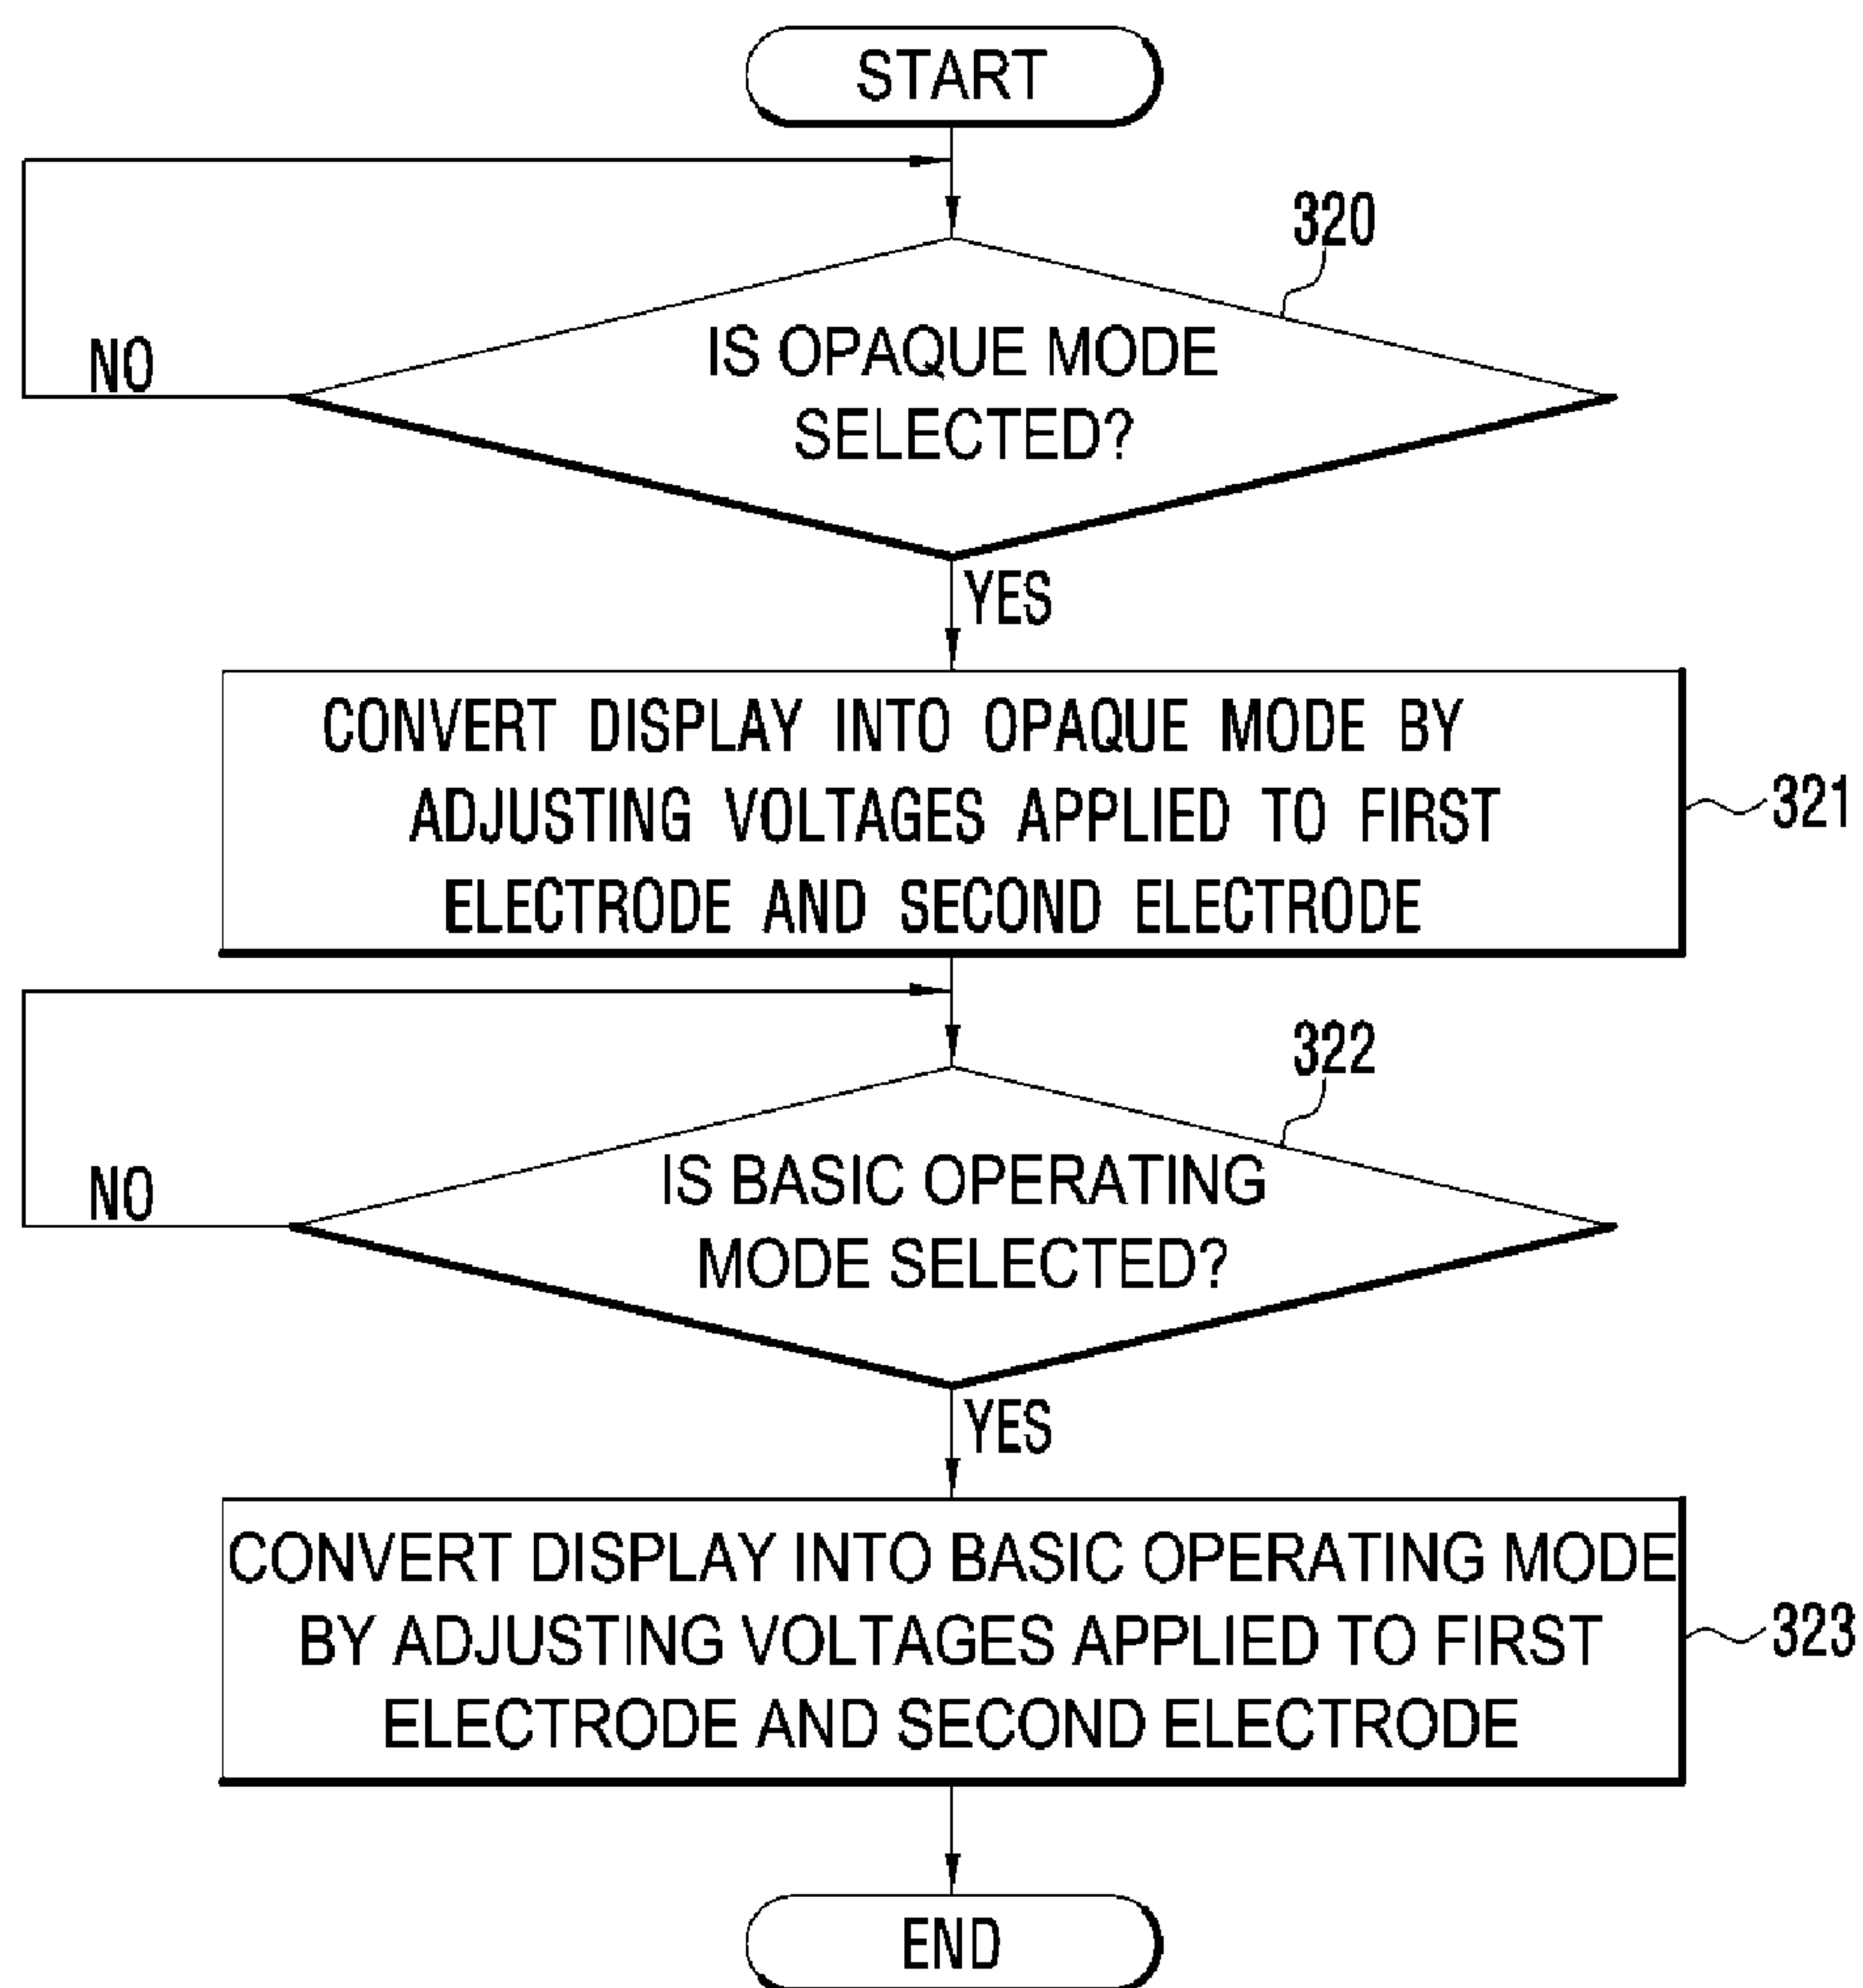 START
320
IS OPAQUE MODE
SELECTED?
NO
YES
CONVERT DISPLAY INTO OPAQUE MODE BY
ADJUSTING VOLTAGES APPLIED TO FIRST
ELECTRODE AND SECOND ELECTRODE
321
322
IS BASIC OPERATING
MODE SELECTED?
NO
YES
CONVERT DISPLAY INTO BASIC OPERATING MODE
BY ADJUSTING VOLTAGES APPLIED TO FIRST
ELECTRODE AND SECOND ELECTRODE
323
END